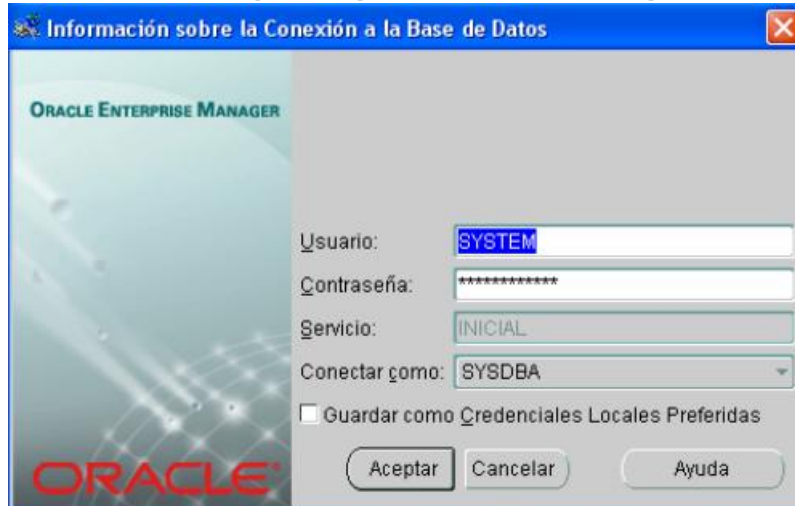 Información sobre la Conexión a la Base de Datos
ORACLE ENTERPRISE MANAGER
Usuario: SYSTEM
Contraseña: ************
Servicio: INICIAL
Conectar como: SYSDBA
Guardar como Credenciales Locales Preferidas
Aceptar Cancelar Ayuda
ORACLE